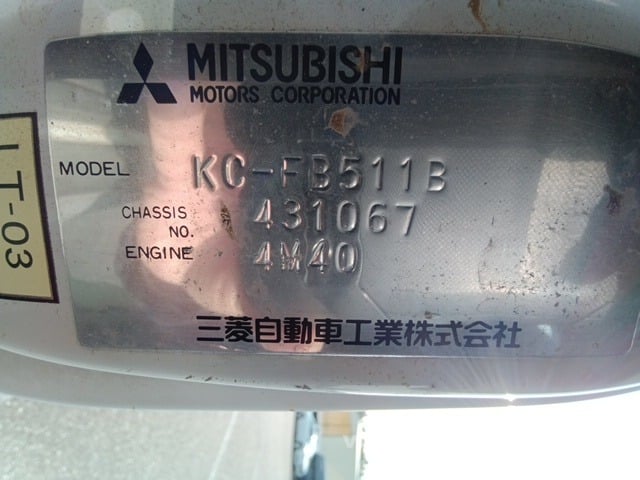 MITSUBISHI
MOTORS CORPORATION
MODEL KC-FB511B
CHASSIS NO. 431067
ENGINE 4M40
三菱自動車工業株式会社
LT-03